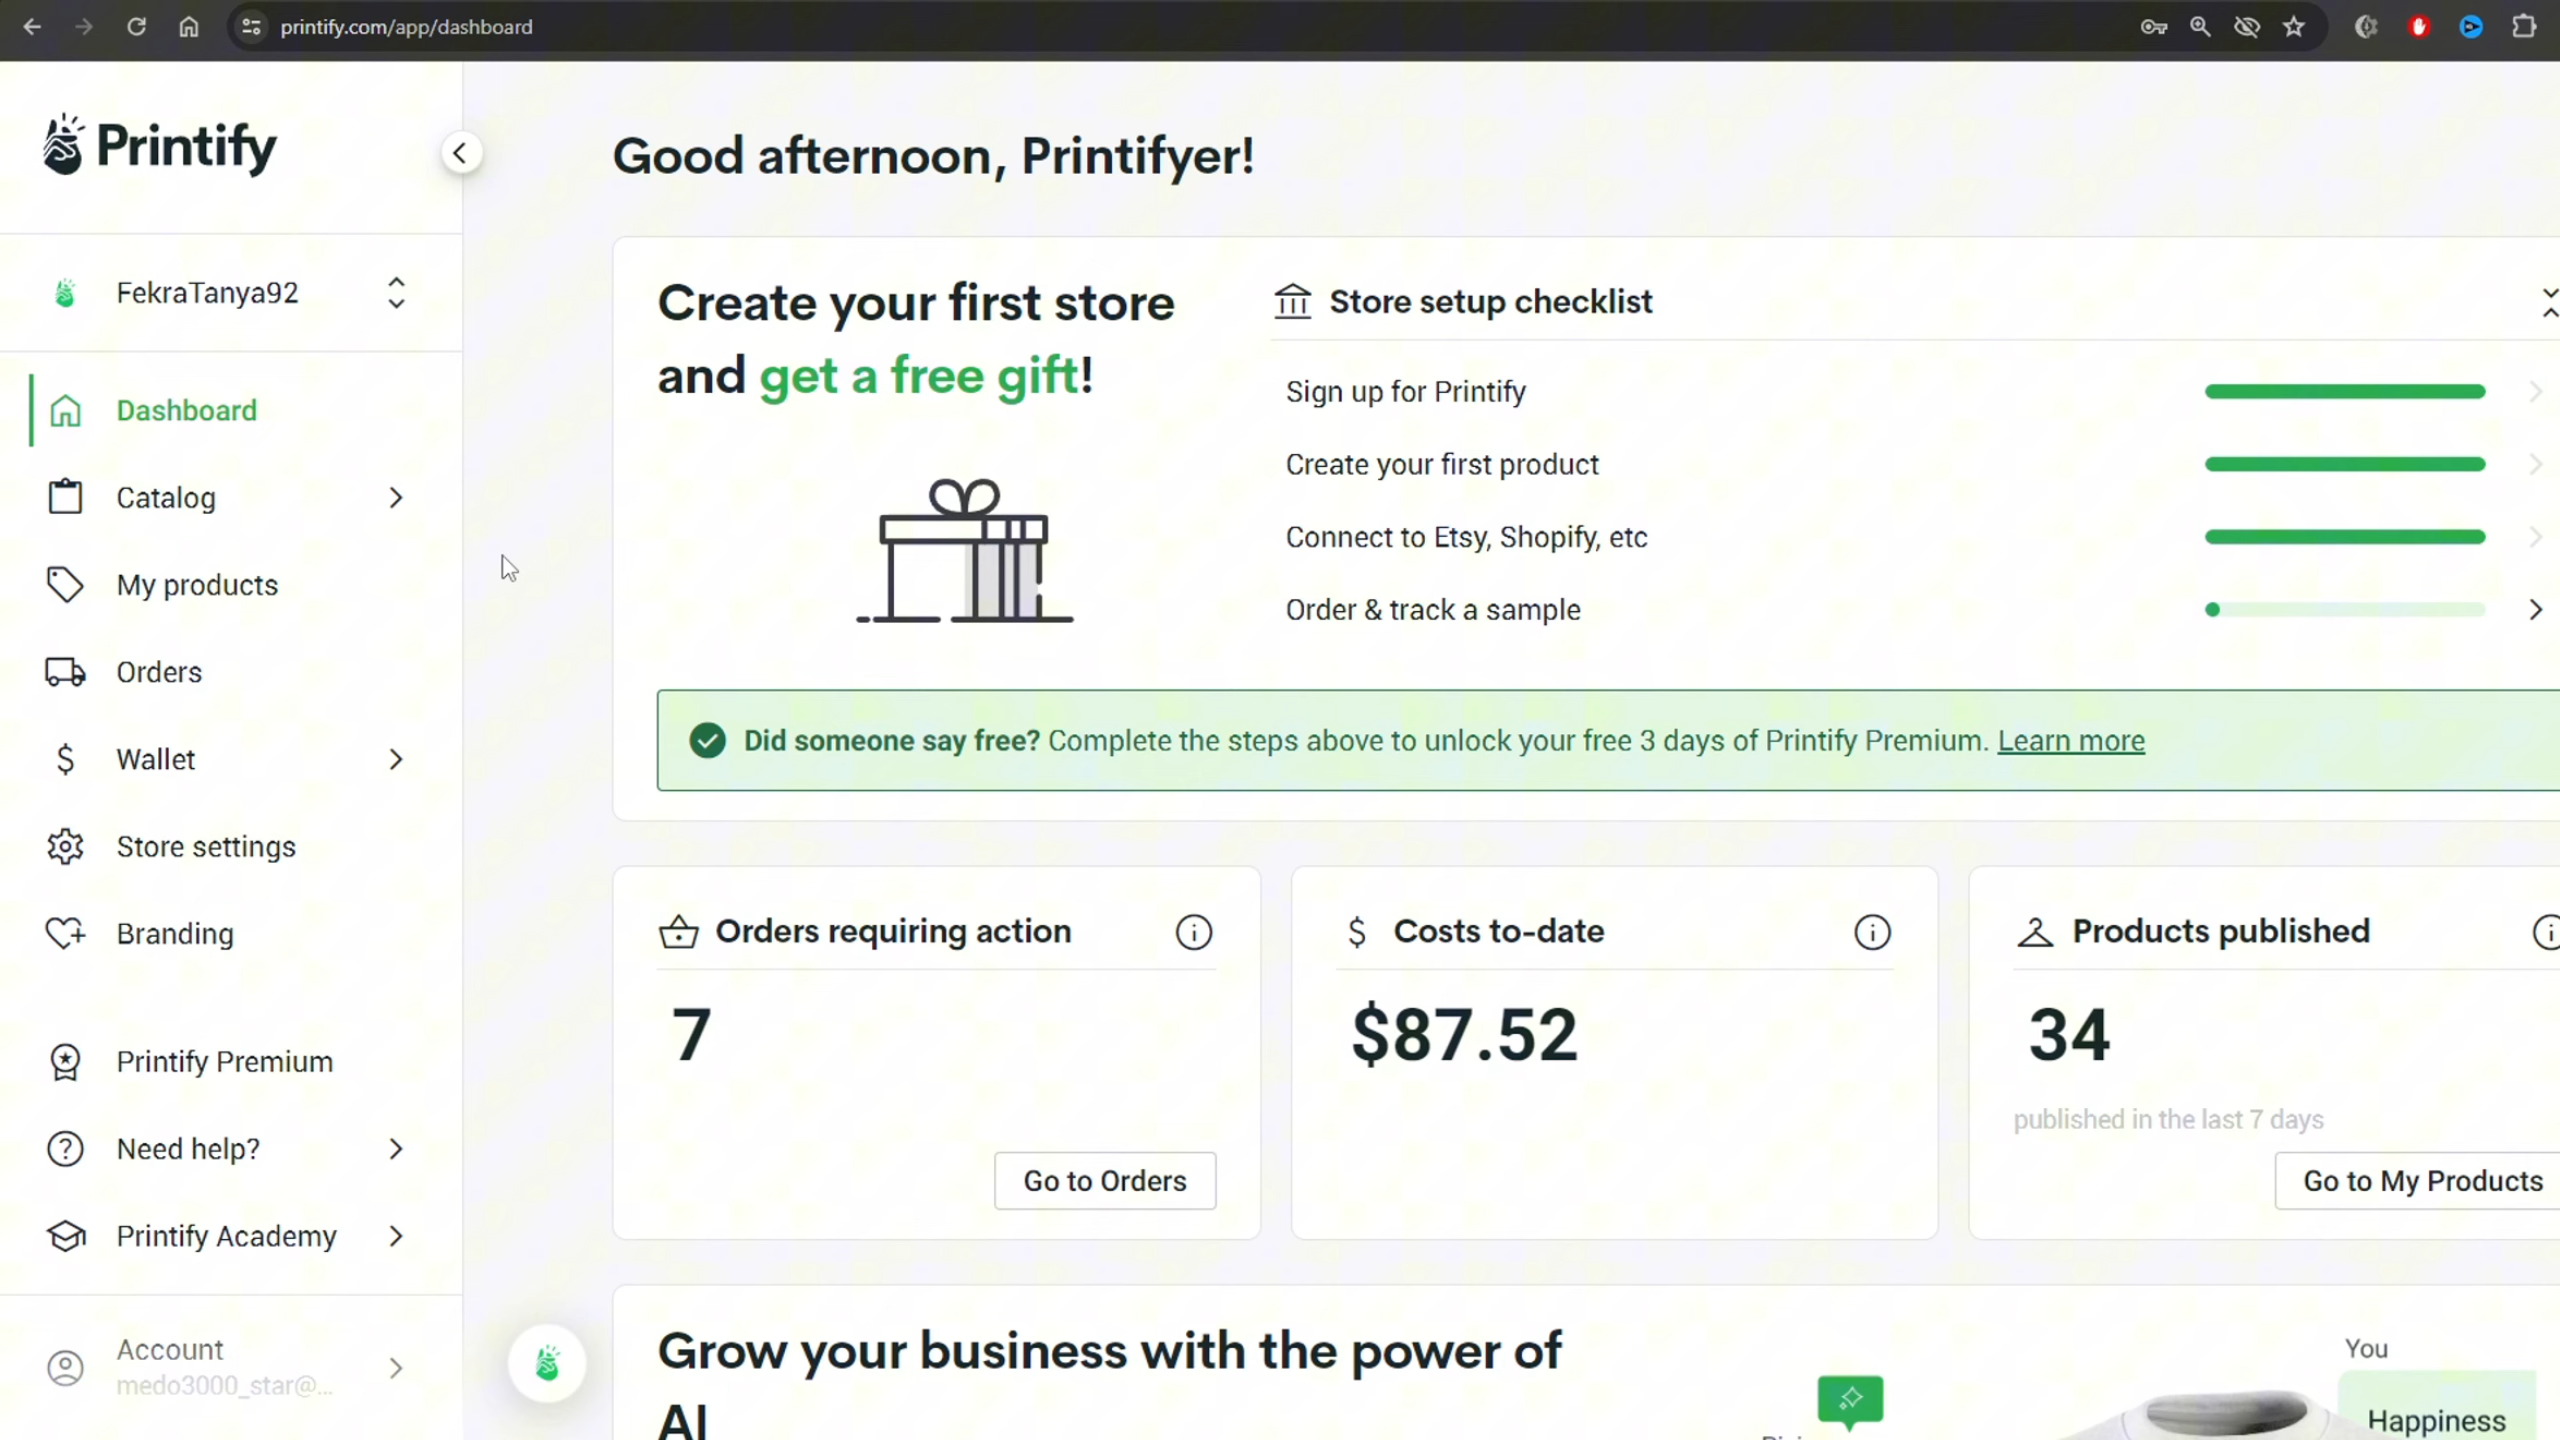 printify.com/app/dashboard
Printify
FekraTanya92
Dashboard
Catalog
My products
Orders
Wallet
Store settings
Branding
Printify Premium
Need help?
Printify Academy
Account
medo3000_star@...
Good afternoon, Printifyer!
Create your first store
and get a free gift!
Store setup checklist
Sign up for Printify
Create your first product
Connect to Etsy, Shopify, etc
Order & track a sample
Did someone say free? Complete the steps above to unlock your free 3 days of Printify Premium. Learn more
Orders requiring action
7
Go to Orders
Costs to-date
$87.52
Products published
34
published in the last 7 days
Go to My Products
Grow your business with the power of
AI
You
Happiness